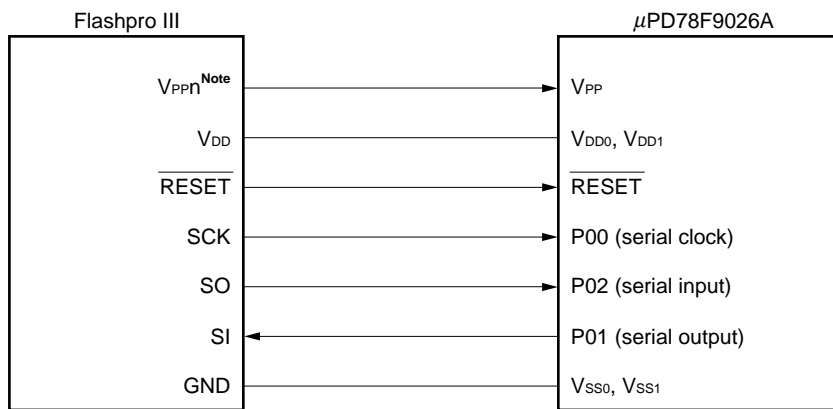 Flashpro III
μPD78F9026A
VPPnNote
VPP
VDD
VDD0, VDD1
RESET
RESET
SCK
P00 (serial clock)
SO
P02 (serial input)
SI
P01 (serial output)
GND
VSS0, VSS1